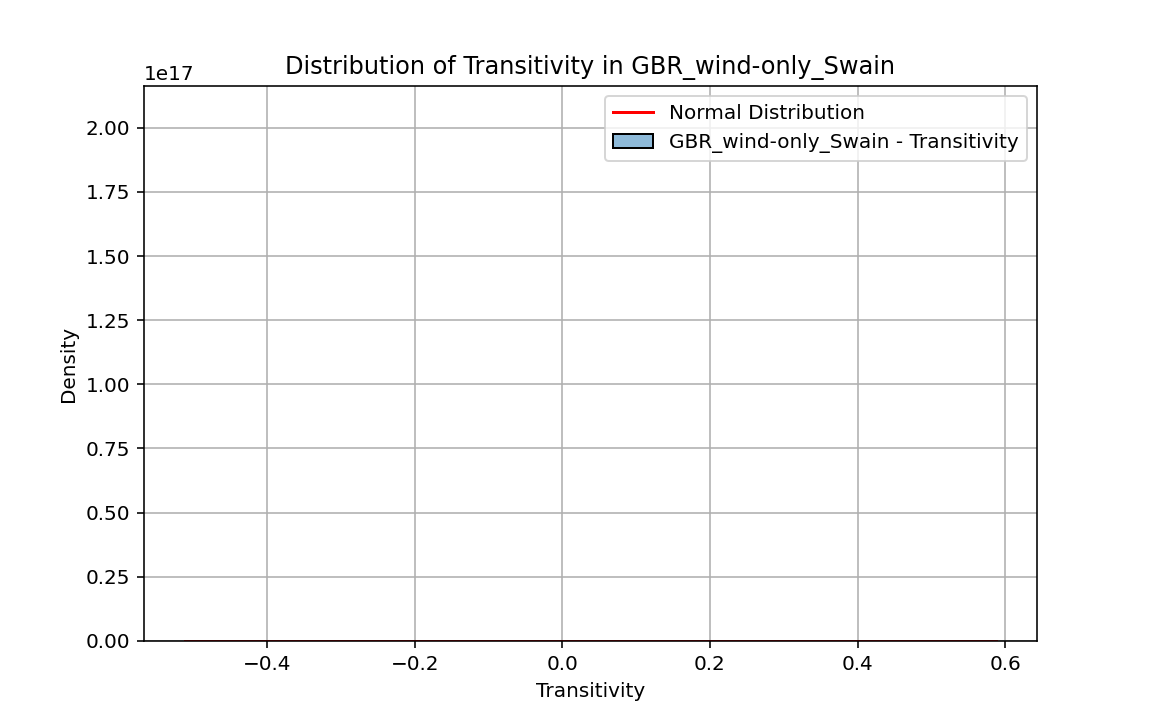 Distribution of Transitivity in GBR_wind-only_Swain
1e17
Normal Distribution
GBR_wind-only_Swain - Transitivity
2.00
1.75
1.50
1.25
1.00
0.75
0.50
0.25
0.00
Density
−0.4 −0.2 0.0 0.2 0.4 0.6
Transitivity